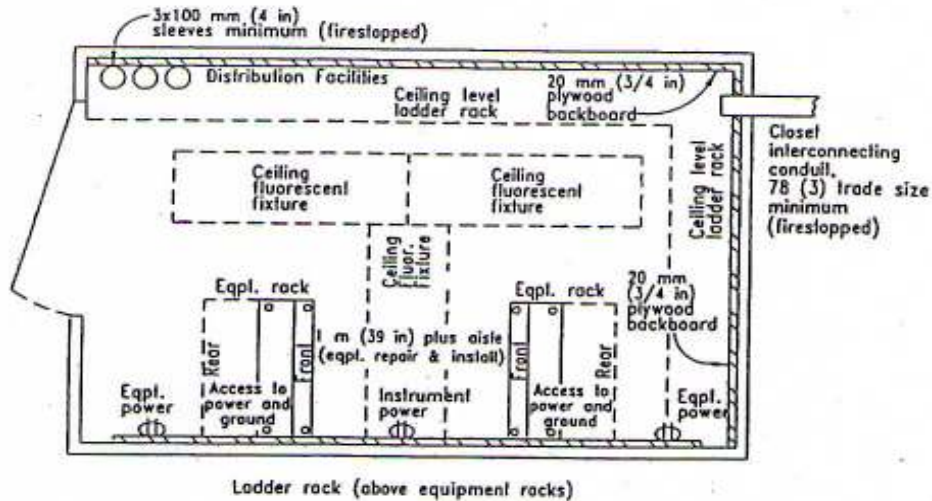 3x100 mm (4 in)
sleeves minimum (firestopped)
Distribution Facilities
Ceiling level
ladder rack
20 mm (3/4 in)
plywood
backboard
Closet
interconnecting
conduit.
78 (3) trade size
minimum
(firestopped)
Ceiling level
ladder rack
Ceiling
fluorescent
fixture
Ceiling
fluorescent
fixture
Ceiling
fluor.
fixture
20 mm
(3/4 in)
plywood
backboard
Eqpt. rack
Eqpt. rack
1 m (39 in) plus aisle
(eqpt. repair & install)
Rear
Front
Front
Rear
Access to
power and
ground
Access to
power and
ground
Eqpt.
power
Instrument
power
Eqpt.
power
Ladder rack (above equipment racks)